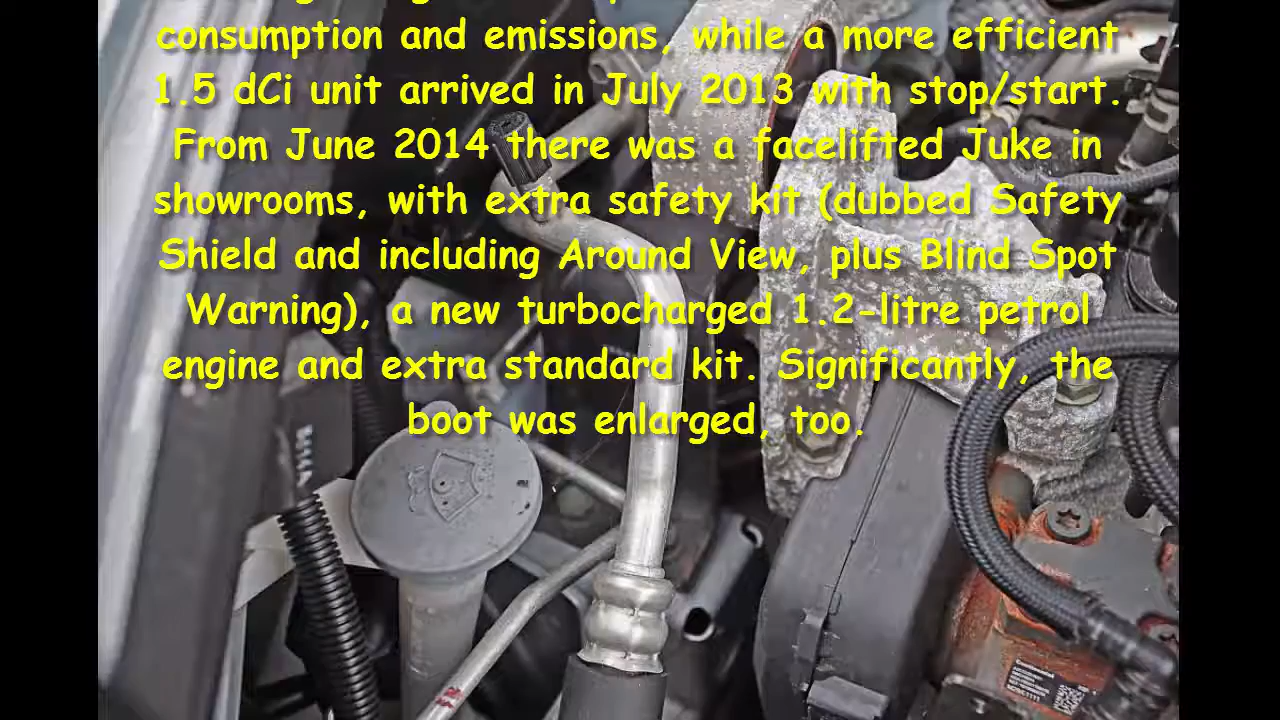 consumption and emissions, while a more efficient
1.5 dCi unit arrived in July 2013 with stop/start.
From June 2014 there was a facelifted Juke in
showrooms, with extra safety kit (dubbed Safety
Shield and including Around View, plus Blind Spot
Warning), a new turbocharged 1.2-litre petrol
engine and extra standard kit. Significantly, the
boot was enlarged, too.